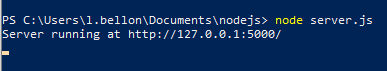 PS C:\Users\l.bellon\Documents\nodejs> node server.js
Server running at http://127.0.0.1:5000/